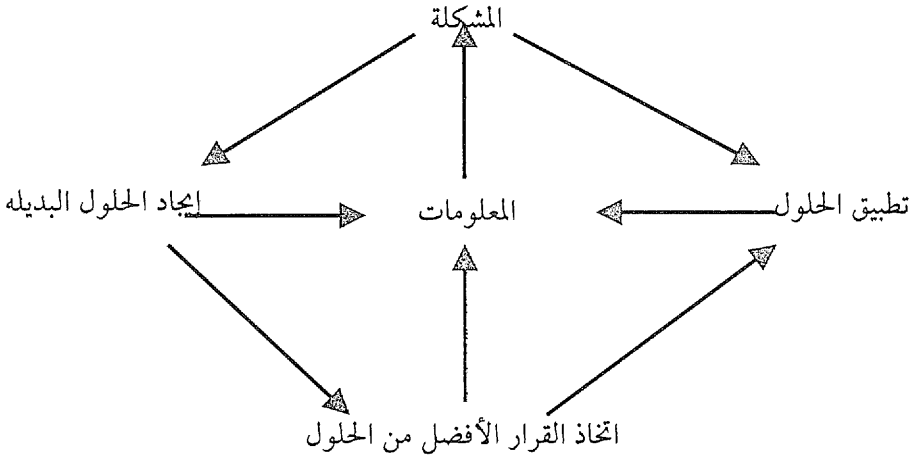 المشكلة
تطبيق الحلول
المعلومات
إيجاد الحلول البديله
اتخاذ القرار الأفضل من الحلول